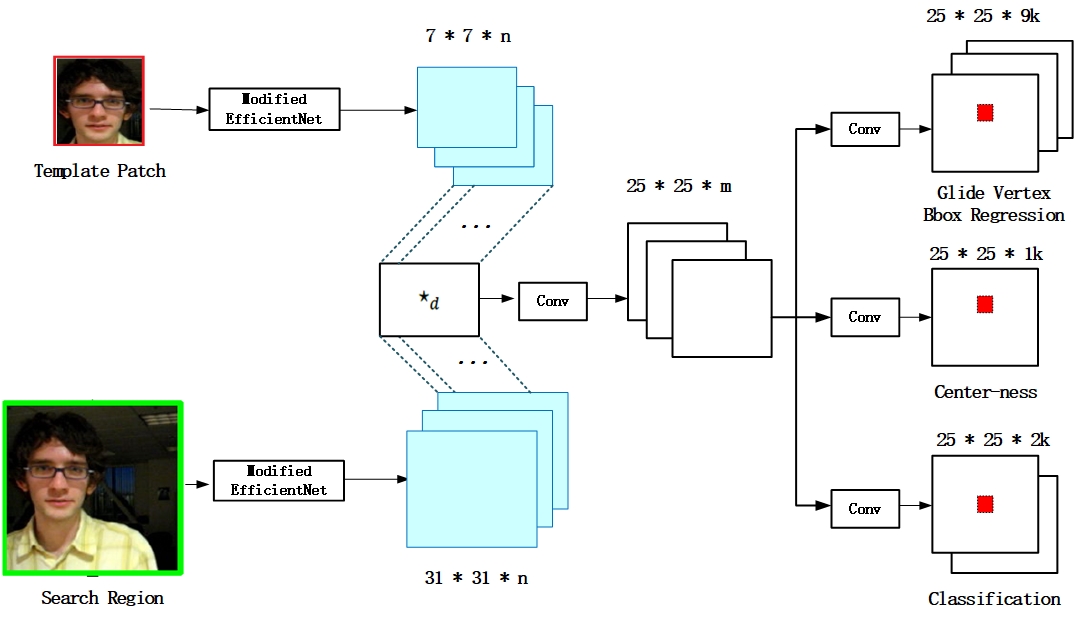 7 * 7 * n
Modified
EfficientNet
Template Patch
25 * 25 * 9k
Conv
Glide Vertex
Bbox Regression
25 * 25 * m
...
⋆d
Conv
25 * 25 * 1k
Conv
Center-ness
...
Modified
EfficientNet
31 * 31 * n
Search Region
25 * 25 * 2k
Conv
Classification